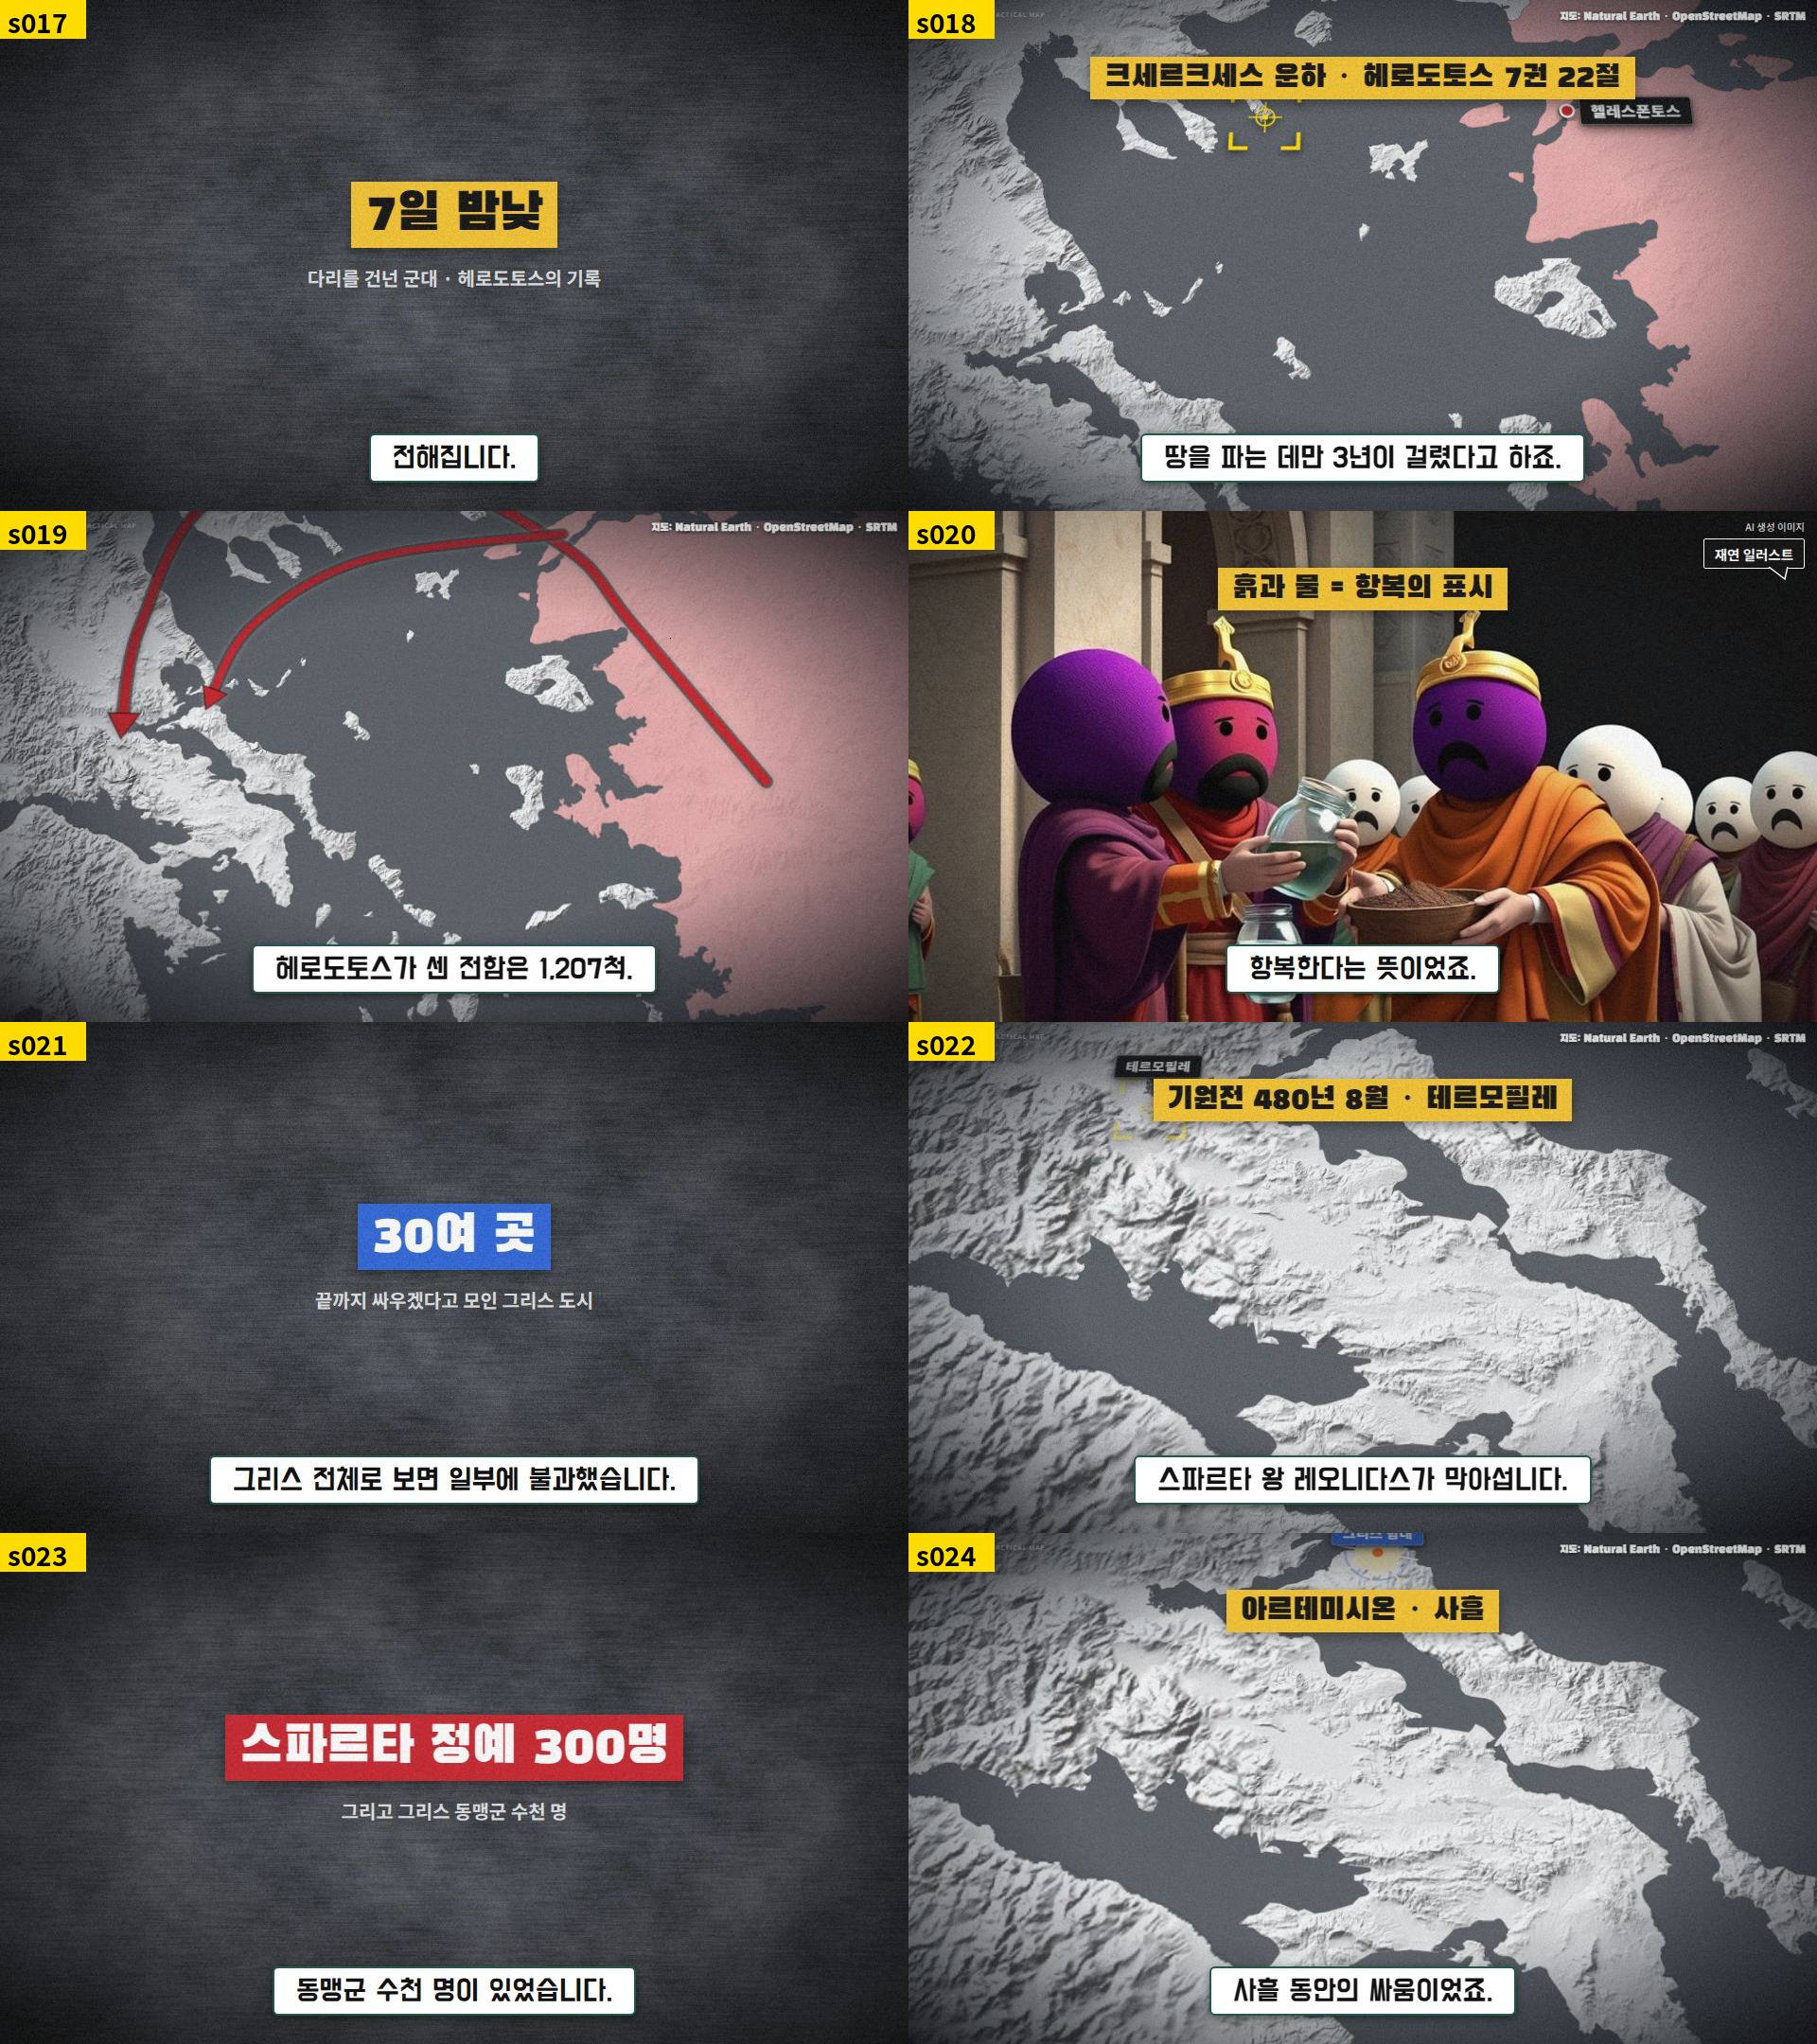 s017
7일 밤낮
다리를 건넌 군대 · 헤로도토스의 기록
전해집니다.
s018
지도: Natural Earth · OpenStreetMap · SRTM
크세르크세스 운하 · 헤로도토스 7권 22절
헬레스폰토스
땅을 파는 데만 3년이 걸렸다고 하죠.
s019
지도: Natural Earth · OpenStreetMap · SRTM
헤로도토스가 센 전함은 1,207척.
s020
AI 생성 이미지
재연 일러스트
흙과 물 = 항복의 표시
항복한다는 뜻이었죠.
s021
30여 곳
끝까지 싸우겠다고 모인 그리스 도시
그리스 전체로 보면 일부에 불과했습니다.
s022
지도: Natural Earth · OpenStreetMap · SRTM
테르모필레
기원전 480년 8월 · 테르모필레
스파르타 왕 레오니다스가 막아섭니다.
s023
스파르타 정예 300명
그리고 그리스 동맹군 수천 명
동맹군 수천 명이 있었습니다.
s024
지도: Natural Earth · OpenStreetMap · SRTM
아르테미시온 · 사흘
사흘 동안의 싸움이었죠.